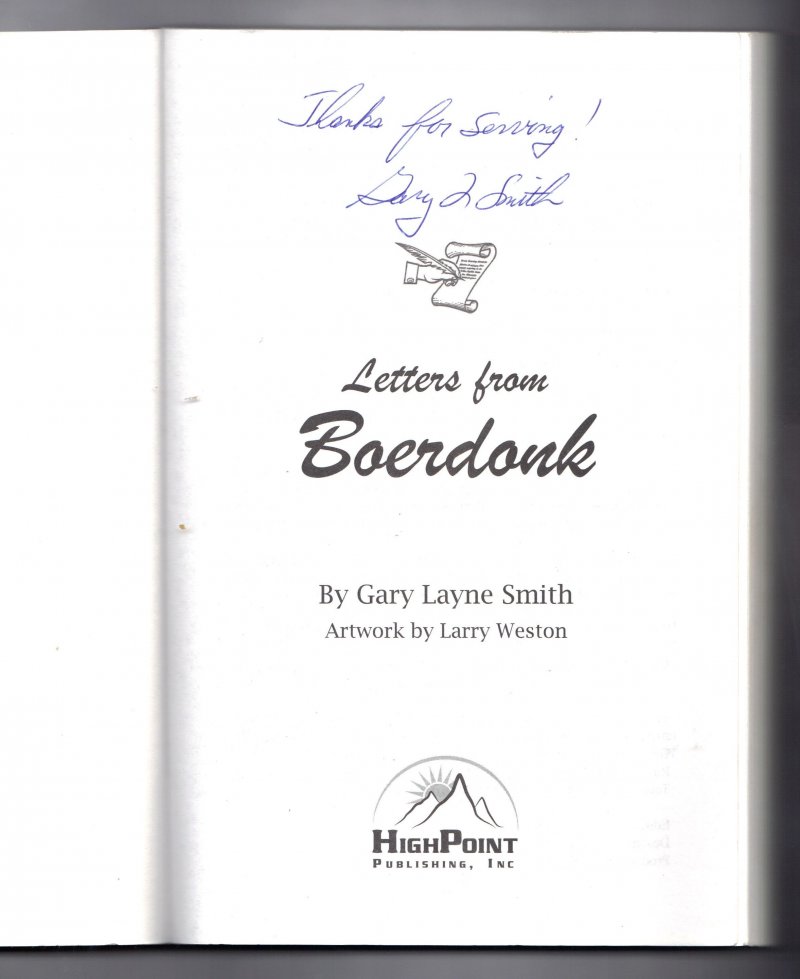 Thanks for Serving!
Gary L Smith
Letters from
Boerdonk
By Gary Layne Smith
Artwork by Larry Weston
HIGHPOINT
PUBLISHING, INC